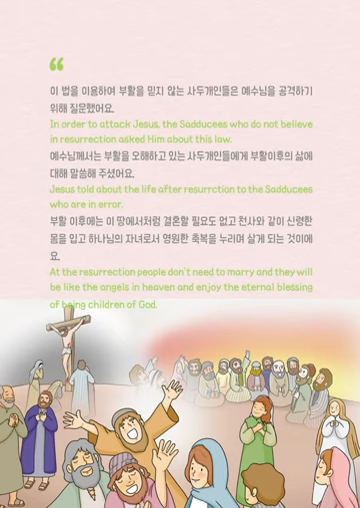 이 법을 이용하여 부활을 믿지 않는 사두개인들은 예수님을 공격하기
위해 질문했어요.
In order to attack Jesus, the Sadducees who do not believe
in resurrection asked Him about this law.
예수님께서는 부활을 오해하고 있는 사두개인들에게 부활이후의 삶에
대해 말씀해 주셨어요.
Jesus told about the life after resurrction to the Sadducees
who are in error.
부활 이후에는 이 땅에서처럼 결혼할 필요도 없고 천사와 같이 신령한
몸을 입고 하나님의 자녀로서 영원한 축복을 누리며 살게 되는 것이에
요.
At the resurrection people don't need to marry and they will
be like the angels in heaven and enjoy the eternal blessing
of being children of God.